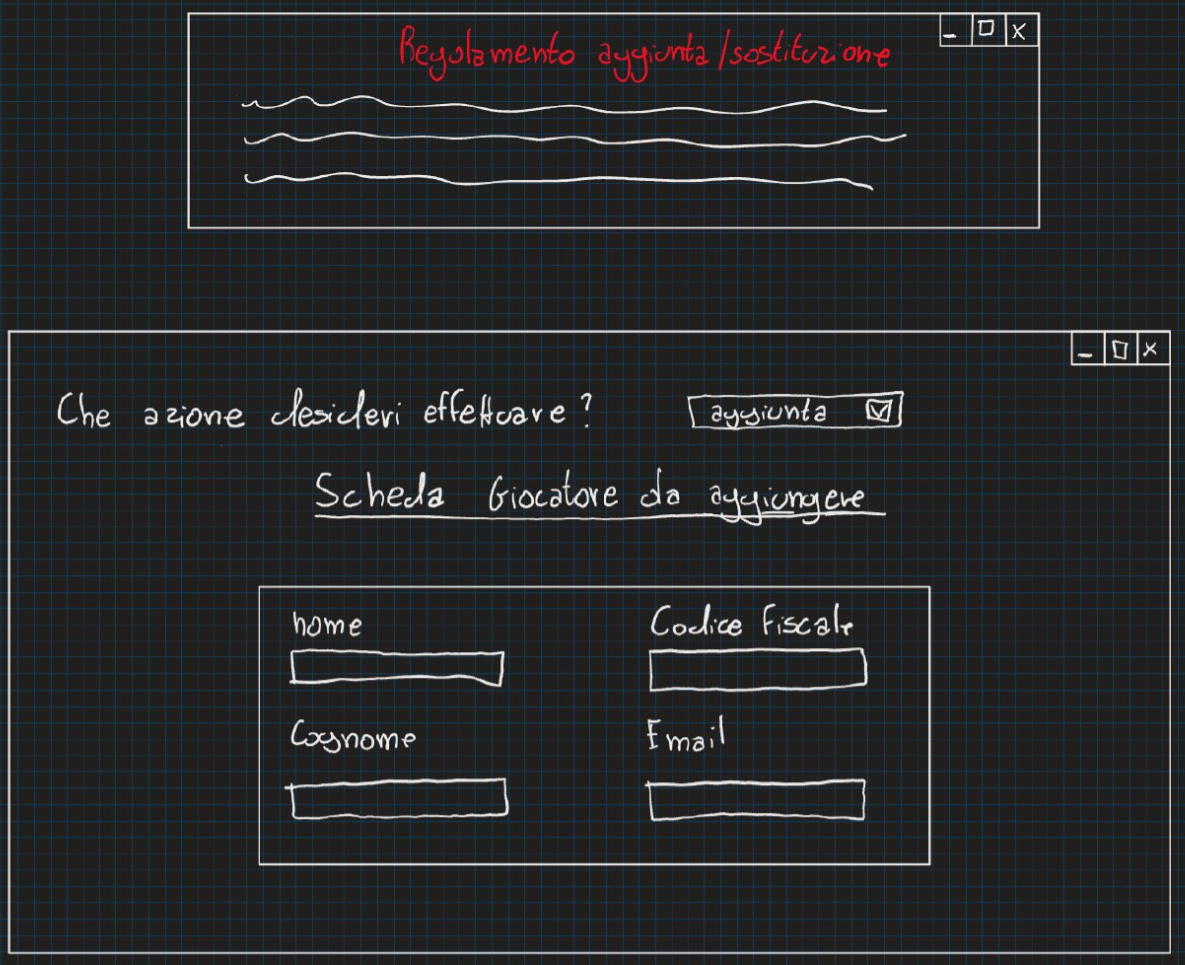 Regolamento aggiunta/sostituzione
Che azione desideri effettuare?
aggiunta
Scheda Giocatore da aggiungere
nome
Codice Fiscale
Cognome
Email